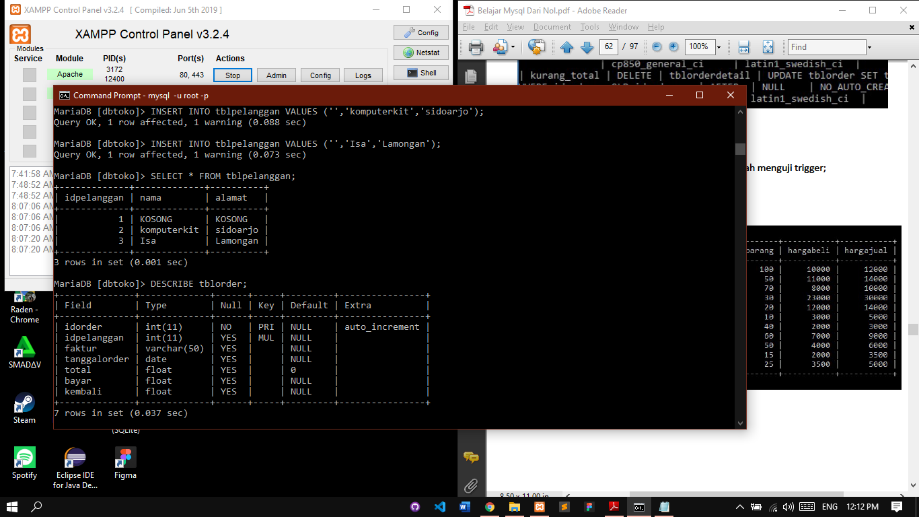 XAMPP Control Panel v3.2.4 [ Compiled: Jun 5th 2019 ]
XAMPP Control Panel v3.2.4
Modules
Service
Module
PID(s)
Port(s)
Actions
Apache
3172
12400
80, 443
Stop
Admin
Config
Logs
Config
Netstat
Shell
7:41:58 AM
7:48:52 AM
7:48:52 AM
8:07:06 AM
8:07:06 AM
8:07:06 AM
8:07:20 AM
8:07:20 AM
Belajar Mysql Dari Nol.pdf - Adobe Reader
File Edit View Document Tools Window Help
62 / 97
100%
Find
cp850_general_ci | latin1_swedish_ci |
| kurang_total | DELETE | tblorderdetail | UPDATE tblorder SET t
| NULL | NO_AUTO_CREA
latin1_swedish_ci |
ah menguji trigger;
barang | hargabeli | hargajual |
100 | 10000 | 12000 |
50 | 11000 | 14000 |
70 | 8000 | 10000 |
30 | 23000 | 30000 |
20 | 12000 | 14000 |
10 | 3000 | 5000 |
40 | 2000 | 3000 |
50 | 7000 | 9000 |
50 | 4000 | 6000 |
15 | 2000 | 3500 |
25 | 3500 | 5000 |
Command Prompt - mysql -u root -p
MariaDB [dbtoko]> INSERT INTO tblpelanggan VALUES ('','komputerkit','sidoarjo');
Query OK, 1 row affected, 1 warning (0.088 sec)
MariaDB [dbtoko]> INSERT INTO tblpelanggan VALUES ('','Isa','Lamongan');
Query OK, 1 row affected, 1 warning (0.073 sec)
MariaDB [dbtoko]> SELECT * FROM tblpelanggan;
+-------------+-------------+----------+
| idpelanggan | nama | alamat |
+-------------+-------------+----------+
| 1 | KOSONG | KOSONG |
| 2 | komputerkit | sidoarjo |
| 3 | Isa | Lamongan |
+-------------+-------------+----------+
3 rows in set (0.001 sec)
MariaDB [dbtoko]> DESCRIBE tblorder;
+--------------+-------------+------+-----+---------+----------------+
| Field | Type | Null | Key | Default | Extra |
+--------------+-------------+------+-----+---------+----------------+
| idorder | int(11) | NO | PRI | NULL | auto_increment |
| idpelanggan | int(11) | YES | MUL | NULL | |
| faktur | varchar(50) | YES | | NULL | |
| tanggalorder | date | YES | | NULL | |
| total | float | YES | | 0 | |
| bayar | float | YES | | NULL | |
| kembali | float | YES | | NULL | |
+--------------+-------------+------+-----+---------+----------------+
7 rows in set (0.037 sec)
Raden -
Chrome
SMADΔV
Steam
(SQLite)
Spotify
Eclipse IDE
for Java De...
Figma
8.50 x 11.00 in
ENG
12:12 PM